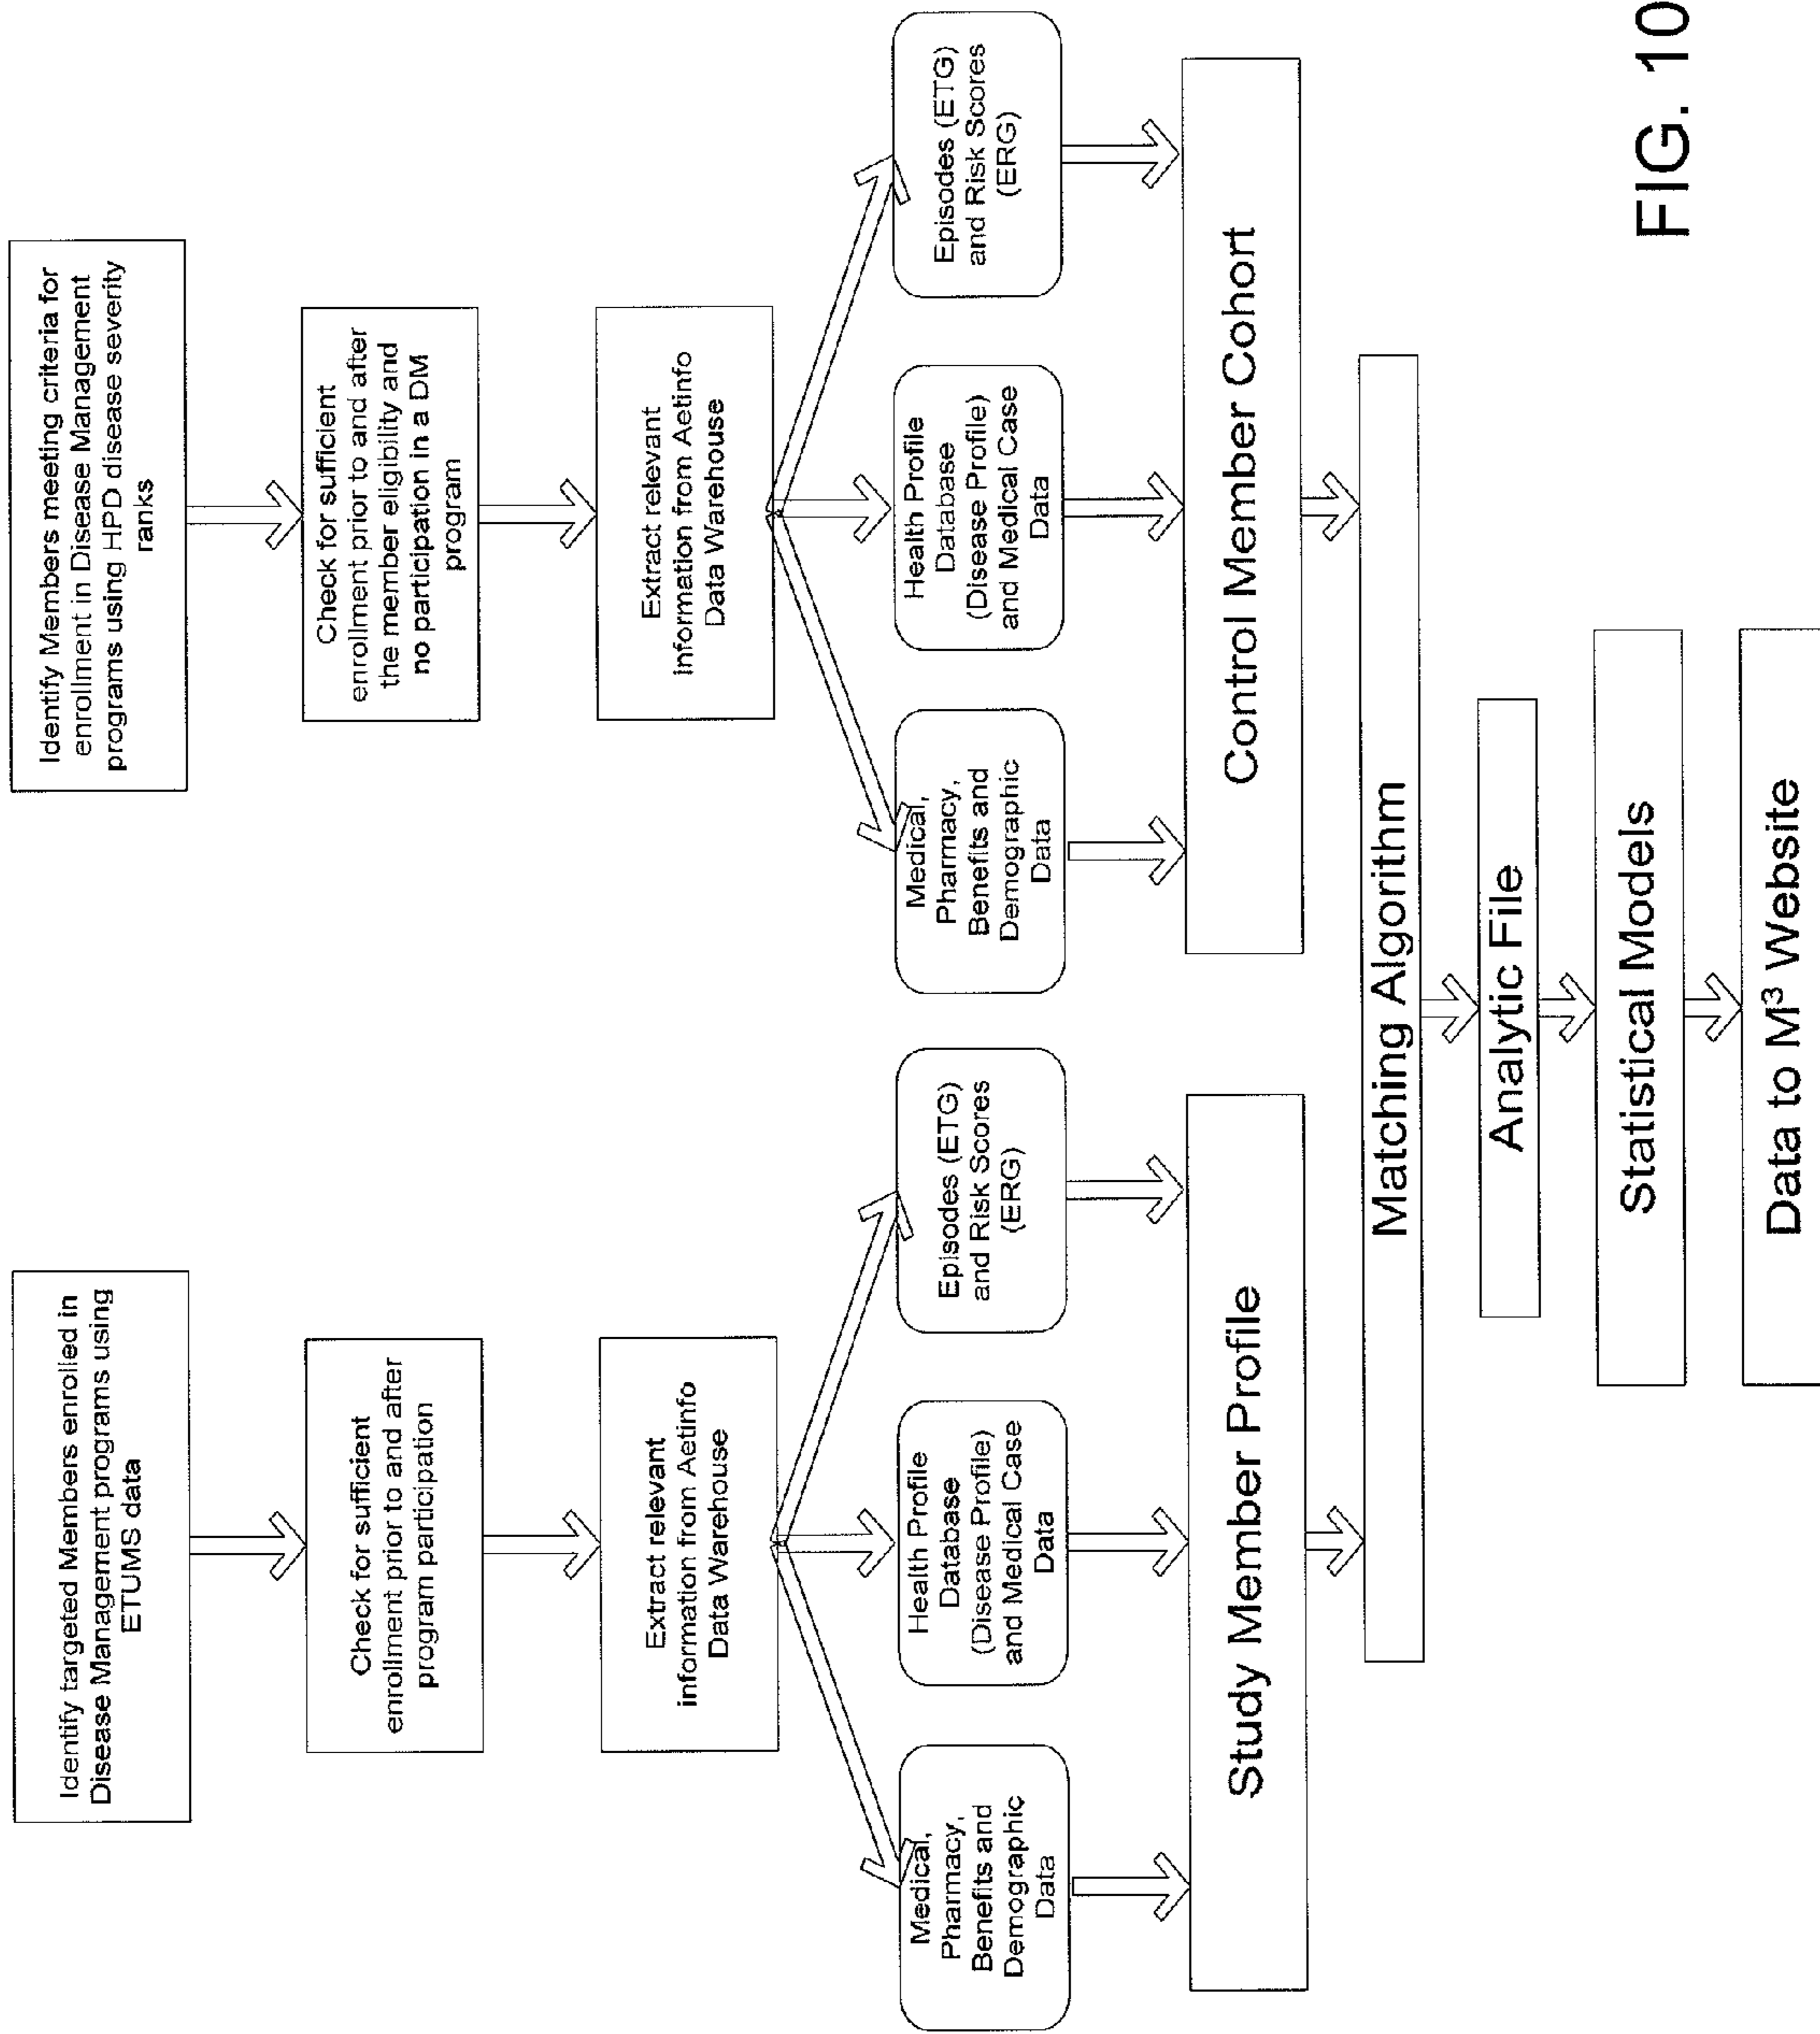 Identify targeted Members enrolled in
Disease Management programs using
ETUMS data
Check for sufficient
enrollment prior to and after
program participation
Extract relevant
information from Aetinfo
Data Warehouse
Medical,
Pharmacy,
Benefits and
Demographic
Data
Health Profile
Database
(Disease Profile)
and Medical Case
Data
Episodes (ETG)
and Risk Scores
(ERG)
Study Member Profile
Identify Members meeting criteria for
enrollment in Disease Management
programs using HPD disease severity
ranks
Check for sufficient
enrollment prior to and after
the member eligibility and
no participation in a DM
program
Extract relevant
information from Aetinfo
Data Warehouse
Medical,
Pharmacy,
Benefits and
Demographic
Data
Health Profile
Database
(Disease Profile)
and Medical Case
Data
Episodes (ETG)
and Risk Scores
(ERG)
Control Member Cohort
Matching Algorithm
Analytic File
Statistical Models
Data to M³ Website
FIG. 10